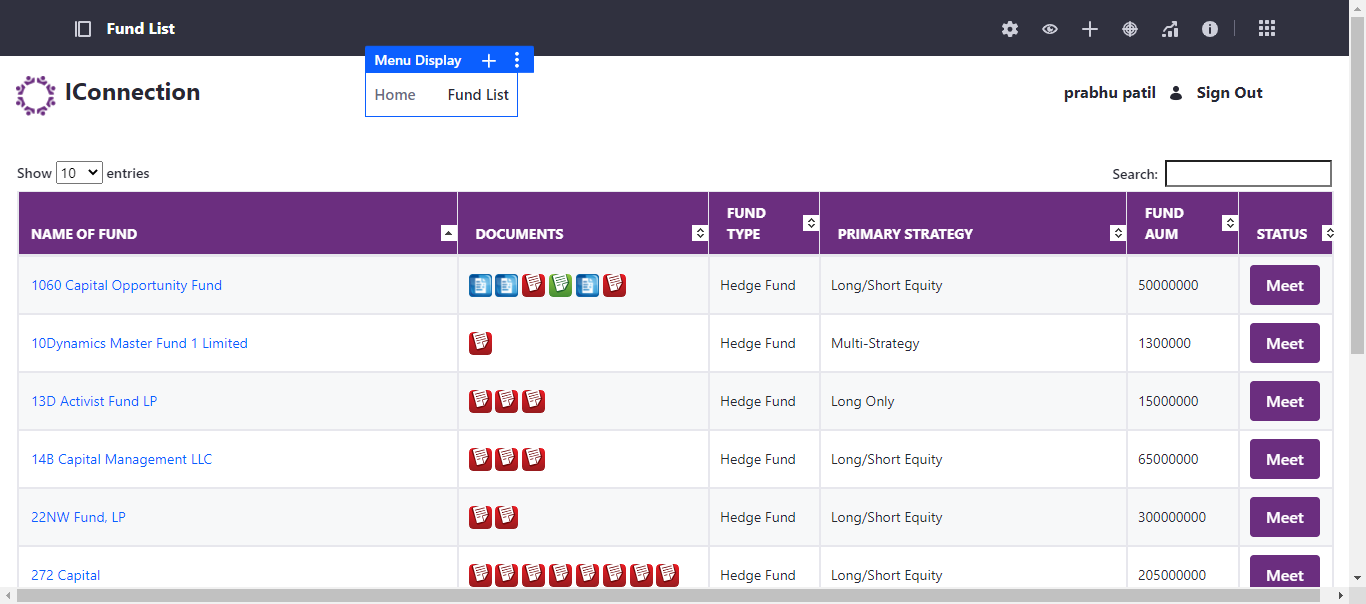 Fund List
Menu Display
IConnection
Home Fund List
prabhu patil Sign Out
Show 10 entries
Search:
NAME OF FUND DOCUMENTS FUND TYPE PRIMARY STRATEGY FUND AUM STATUS
1060 Capital Opportunity Fund Hedge Fund Long/Short Equity 50000000 Meet
10Dynamics Master Fund 1 Limited Hedge Fund Multi-Strategy 1300000 Meet
13D Activist Fund LP Hedge Fund Long Only 15000000 Meet
14B Capital Management LLC Hedge Fund Long/Short Equity 65000000 Meet
22NW Fund, LP Hedge Fund Long/Short Equity 300000000 Meet
272 Capital Hedge Fund Long/Short Equity 205000000 Meet